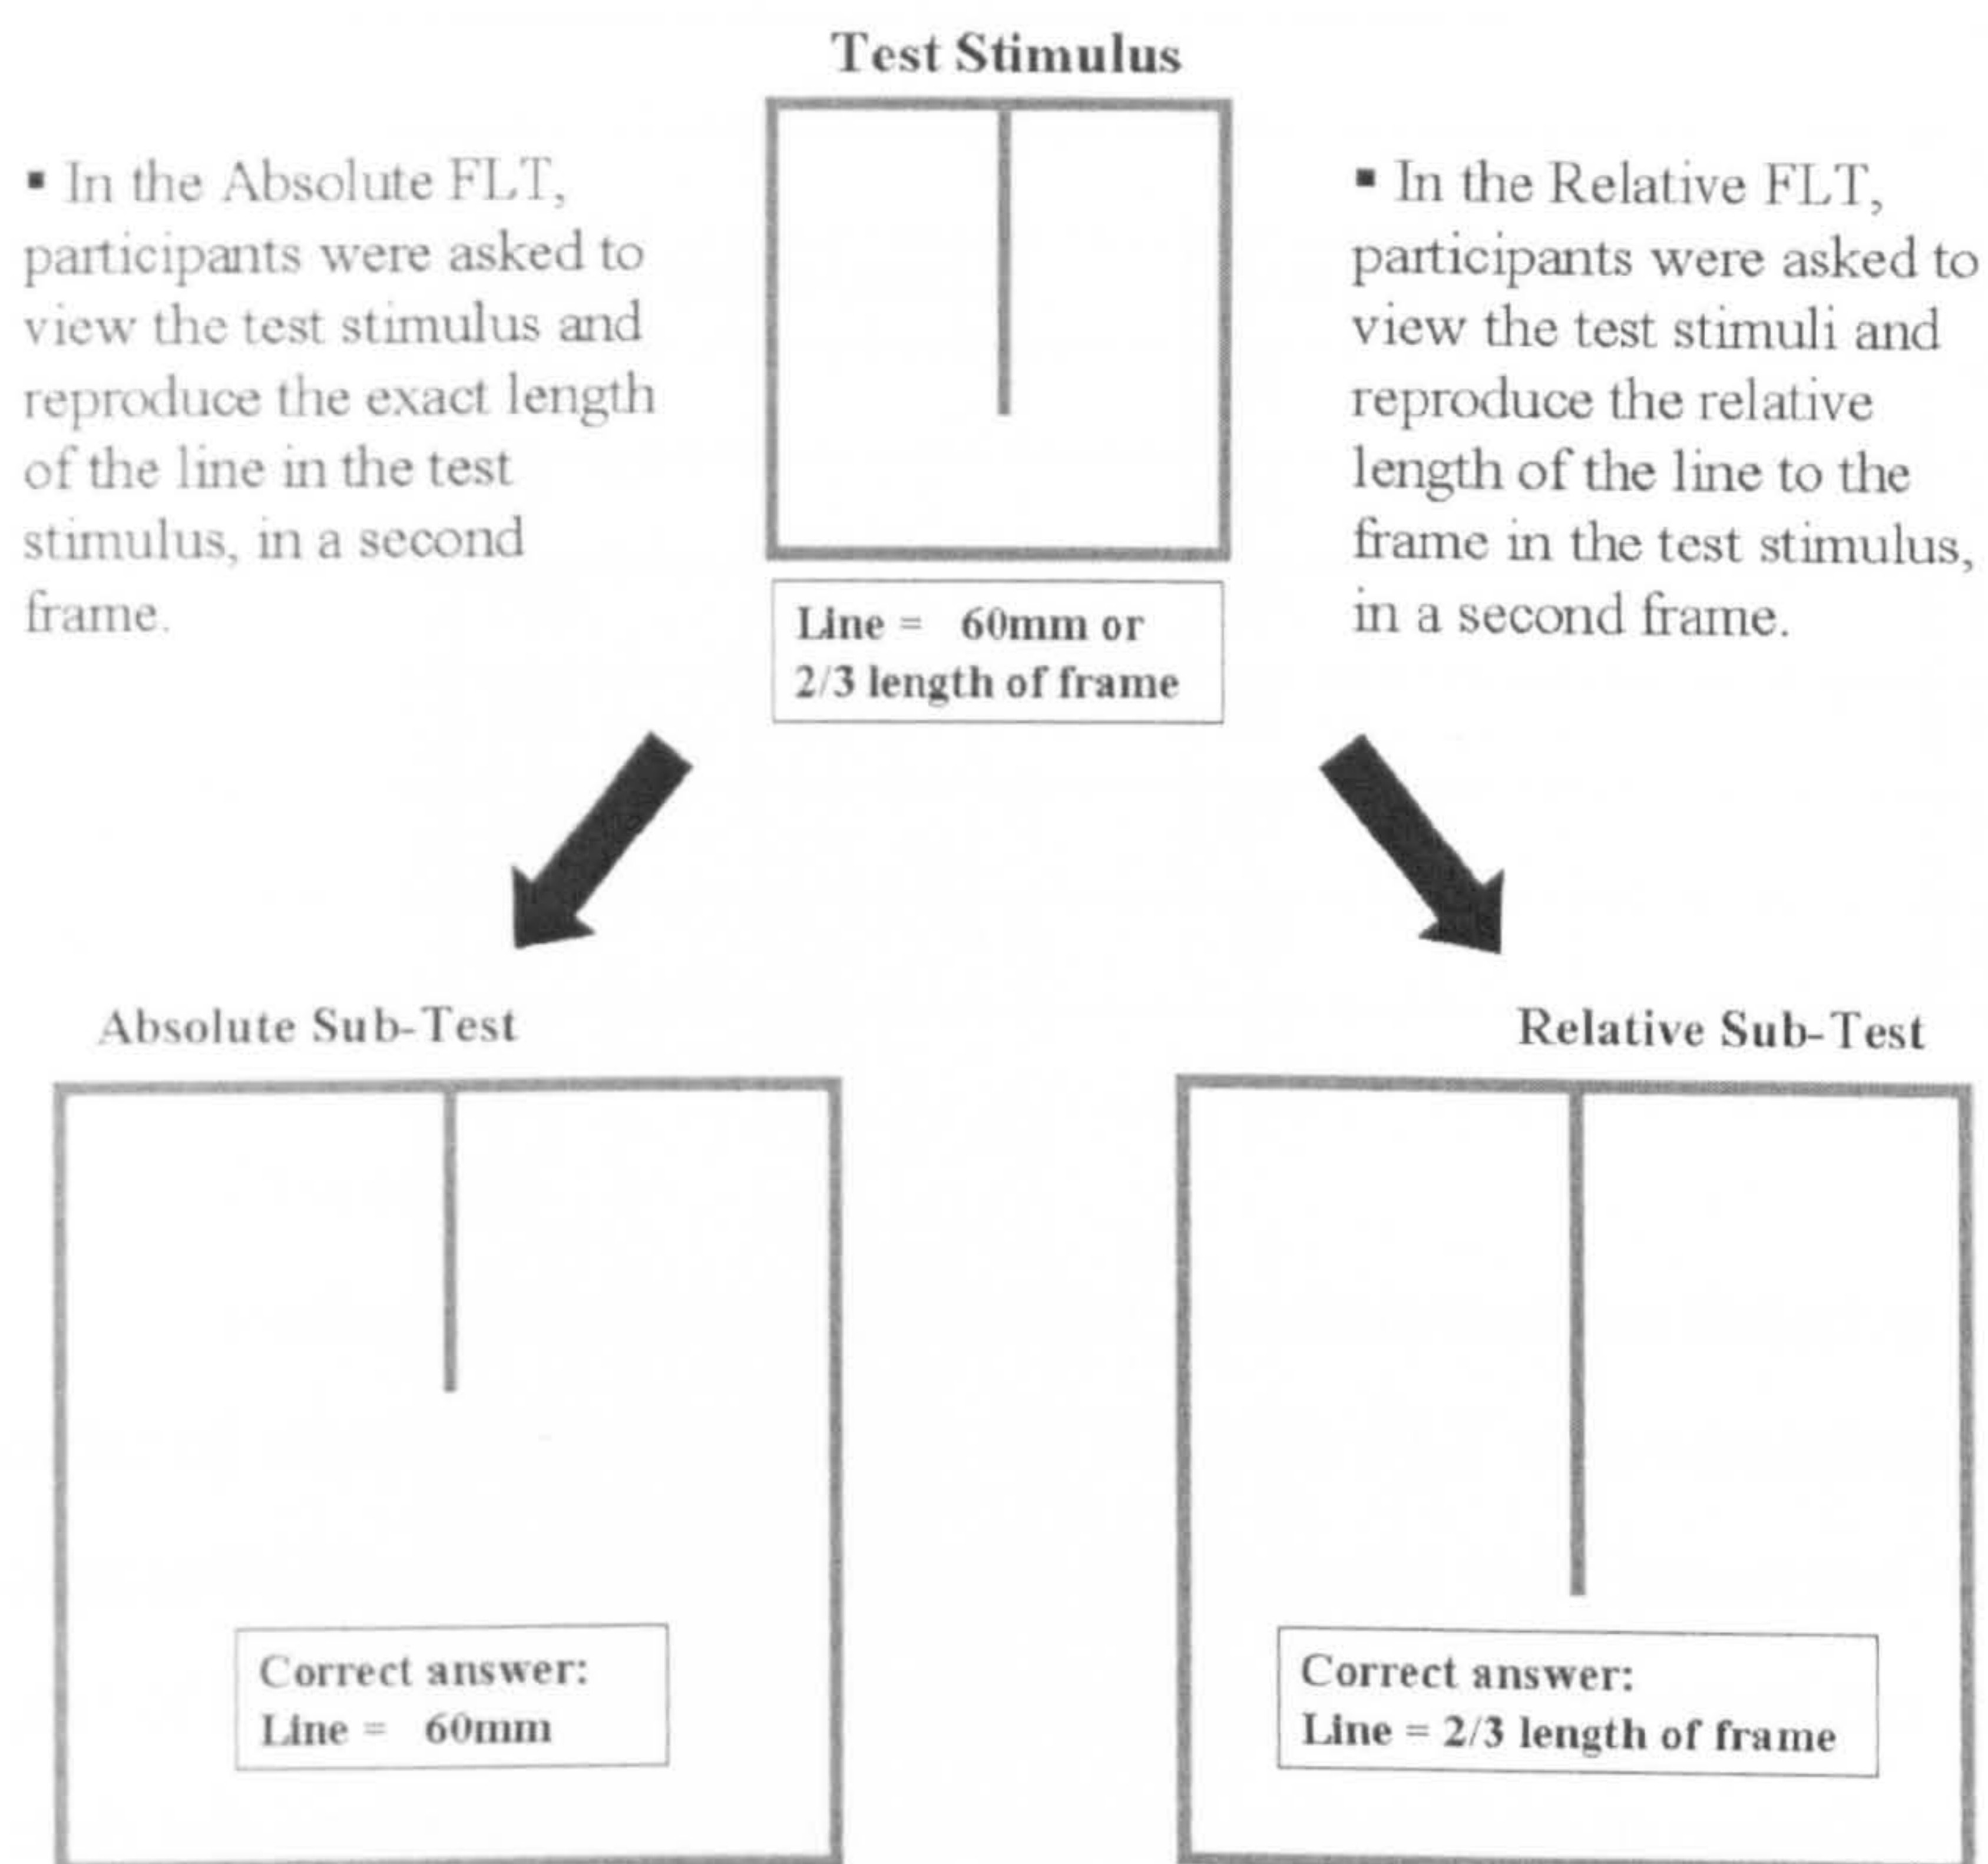 Test Stimulus
▪ In the Absolute FLT,
participants were asked to
view the test stimulus and
reproduce the exact length
of the line in the test
stimulus, in a second
frame.
Line = 60mm or
2/3 length of frame
▪ In the Relative FLT,
participants were asked to
view the test stimuli and
reproduce the relative
length of the line to the
frame in the test stimulus,
in a second frame.
Absolute Sub-Test
Correct answer:
Line = 60mm
Relative Sub-Test
Correct answer:
Line = 2/3 length of frame